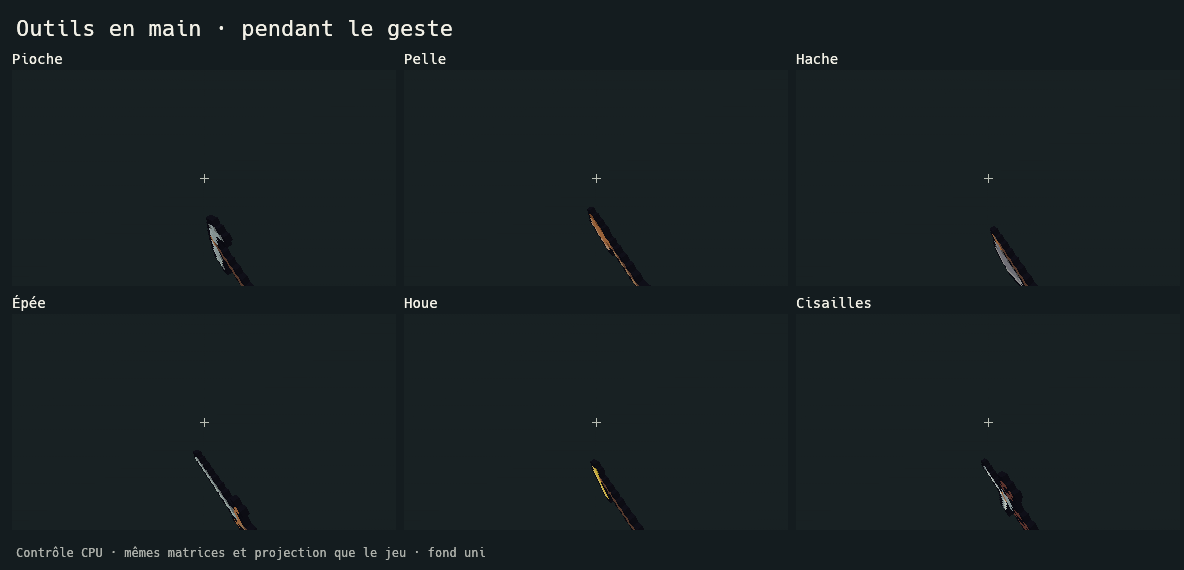 Outils en main · pendant le geste
Pioche
Pelle
Hache
Épée
Houe
Cisailles
Contrôle CPU · mêmes matrices et projection que le jeu · fond uni